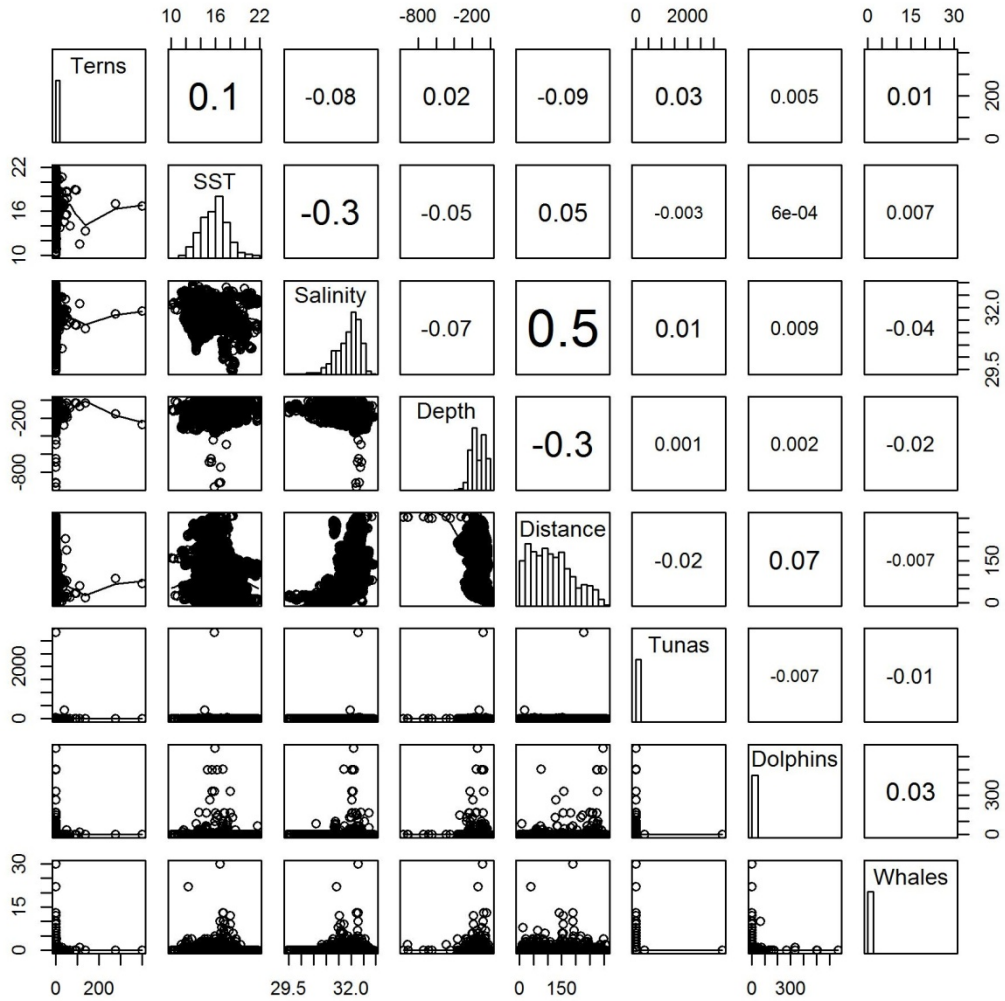 10 16 22 -800 -200 0 2000 0 15 30
Terns 0.1 -0.08 0.02 -0.09 0.03 0.005 0.01 0 200
10 16 22 SST -0.3 -0.05 0.05 -0.003 6e-04 0.007
Salinity -0.07 0.5 0.01 0.009 -0.04 29.5 32.0
-800 -200 Depth -0.3 0.001 0.002 -0.02
Distance -0.02 0.07 -0.007 0 150
0 2000 Tunas -0.007 -0.01
Dolphins 0.03 0 300
0 15 30 Whales
0 200 29.5 32.0 0 150 0 300